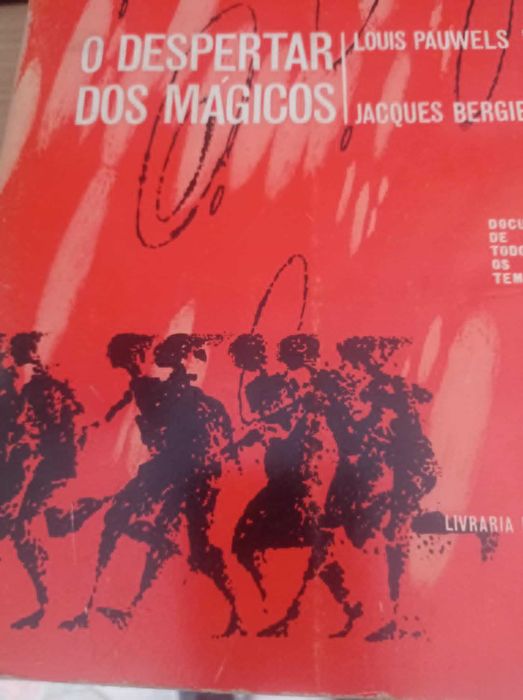 O DESPERTAR
DOS MÁGICOS
LOUIS PAUWELS
JACQUES BERGIE
DOCU
DE
TODO
OS
TEM
LIVRARIA